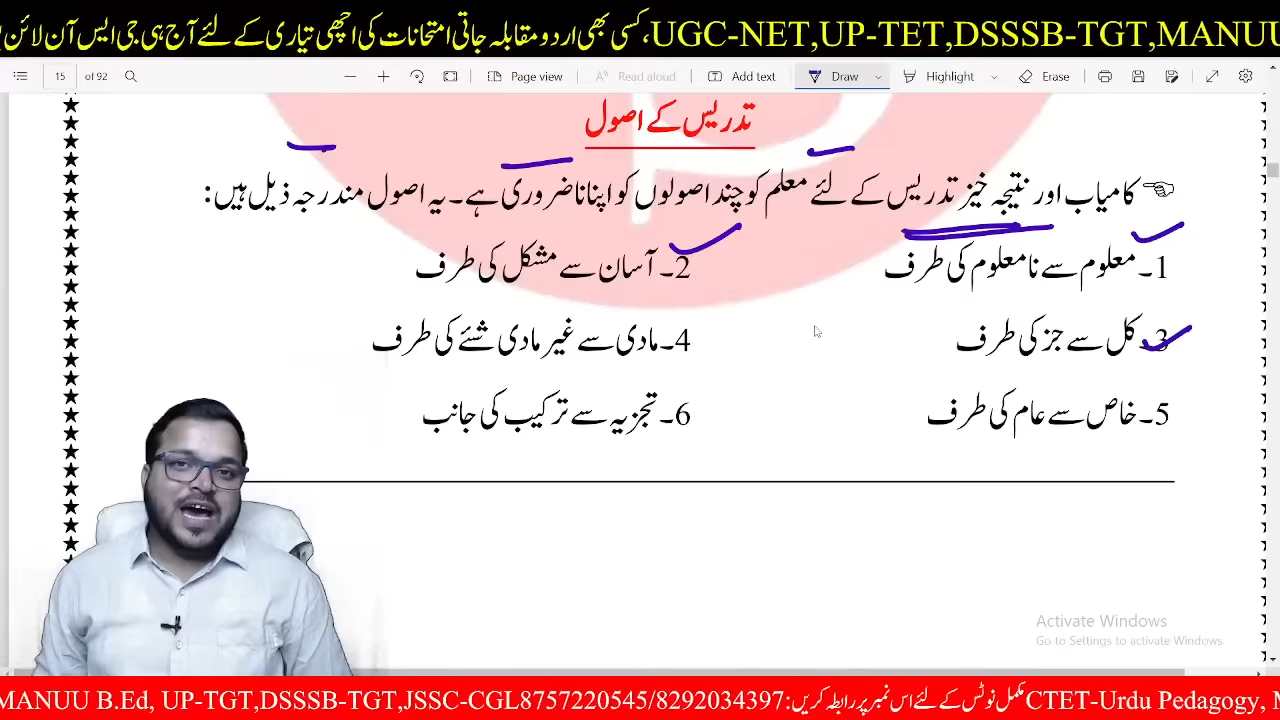 UGC-NET,UP-TET,DSSSB-TGT,MANUU، کسی بھی اردو مقابلہ جاتی امتحانات کی اچھی تیاری کے لئے آج ہی جی ایس آن لائن
15 of 92 Page view Read aloud Add text Draw Highlight Erase
تدریس کے اصول
کامیاب اور نتیجہ خیز تدریس کے لئے معلم کو چند اصولوں کو اپنانا ضروری ہے۔ یہ اصول مندرجہ ذیل ہیں:
1۔ معلوم سے نامعلوم کی طرف 2۔ آسان سے مشکل کی طرف
3۔ کل سے جز کی طرف 4۔ مادی سے غیر مادی شئے کی طرف
5۔ خاص سے عام کی طرف 6۔ تجزیہ سے ترکیب کی جانب
Activate Windows
Go to Settings to activate Windows.
CTET-Urdu Pedagogy, مکمل نوٹس کے لئے اس نمبر پر رابطہ کریں: 8757220545/8292034397 MANUU B.Ed, UP-TGT,DSSSB-TGT,JSSC-CGL